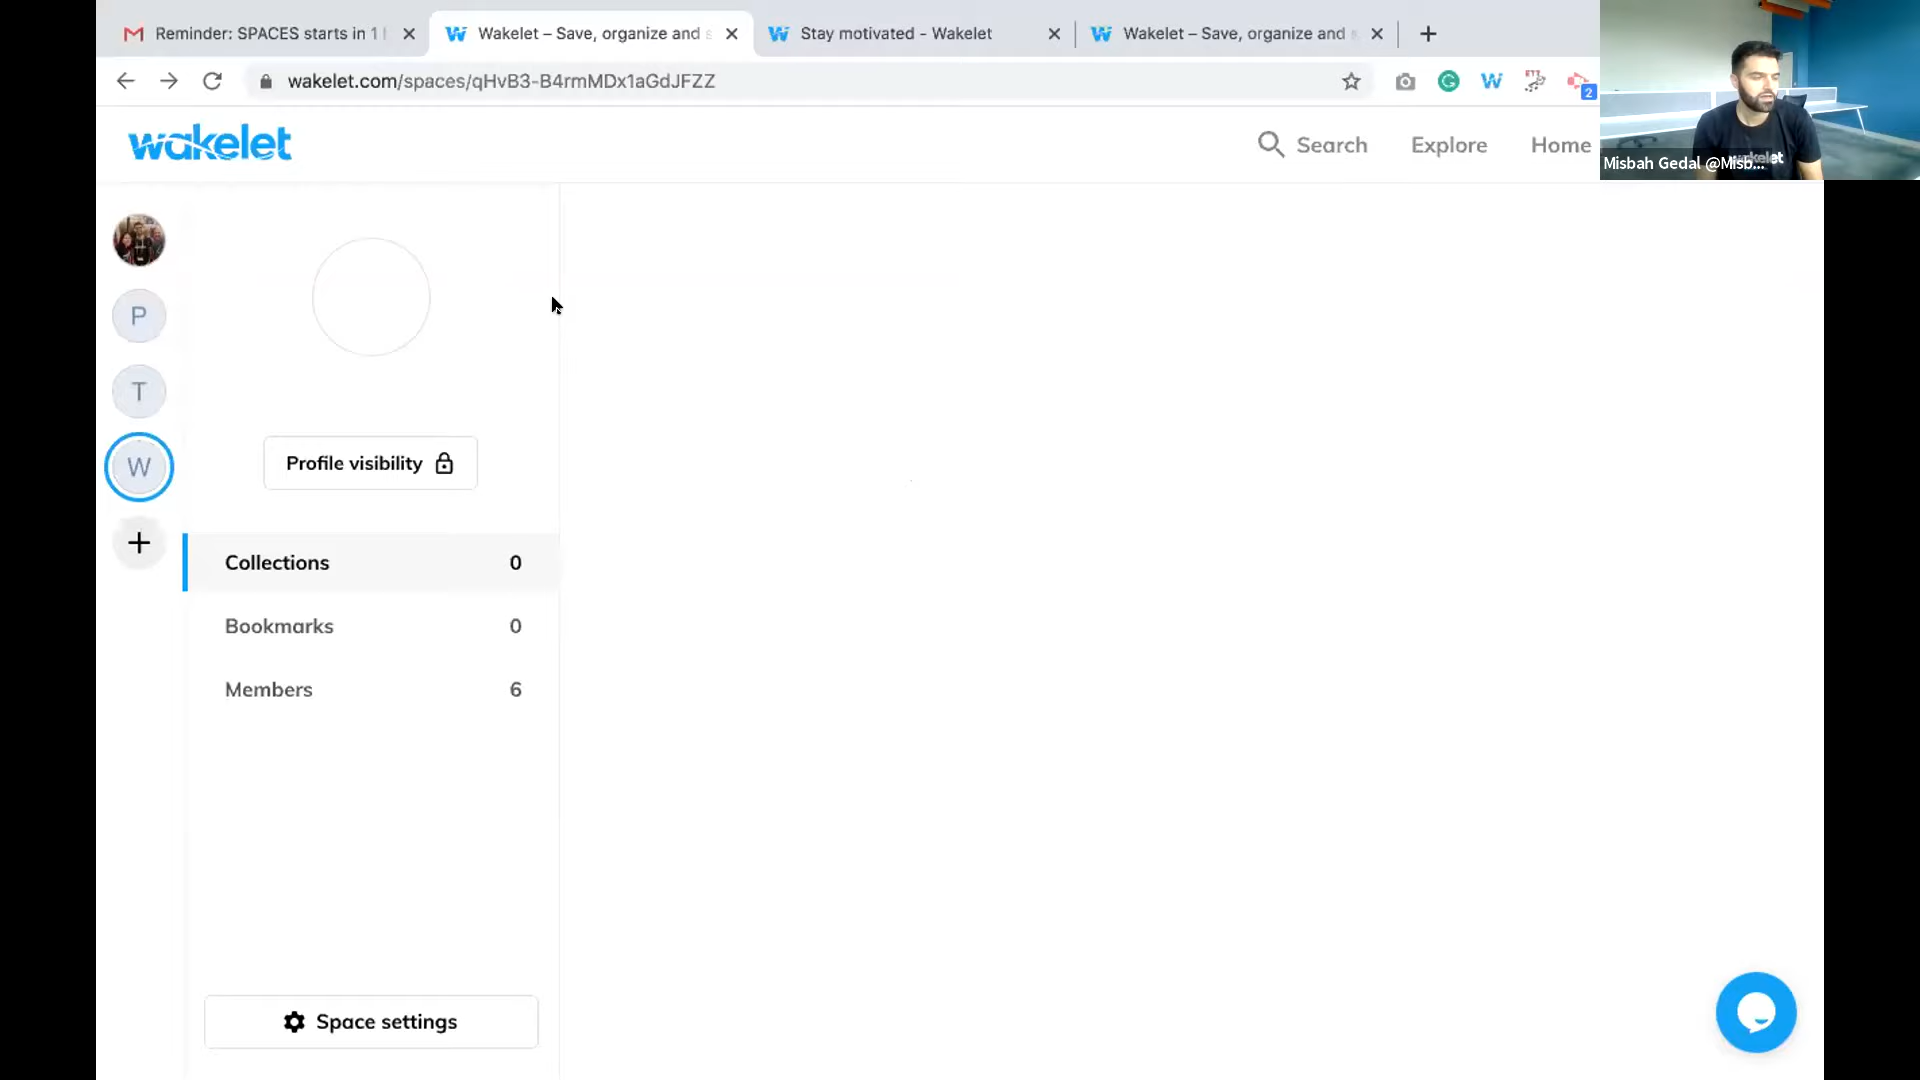 Reminder: SPACES starts in 1
Wakelet – Save, organize and s
Stay motivated - Wakelet
Wakelet – Save, organize and s
wakelet.com/spaces/qHvB3-B4rmMDx1aGdJFZZ
2
wakelet
Search
Explore
Home
Misbah Gedal @Misb...
P
T
W
Profile visibility
Collections 0
Bookmarks 0
Members 6
Space settings